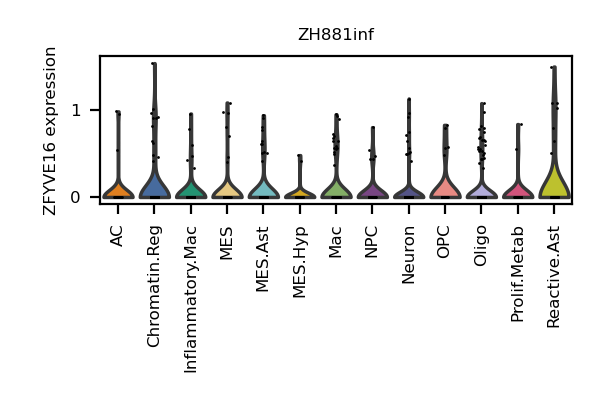 ZH881inf
ZFYVE16 expression
1
0
AC
Chromatin.Reg
Inflammatory.Mac
MES
MES.Ast
MES.Hyp
Mac
NPC
Neuron
OPC
Oligo
Prolif.Metab
Reactive.Ast